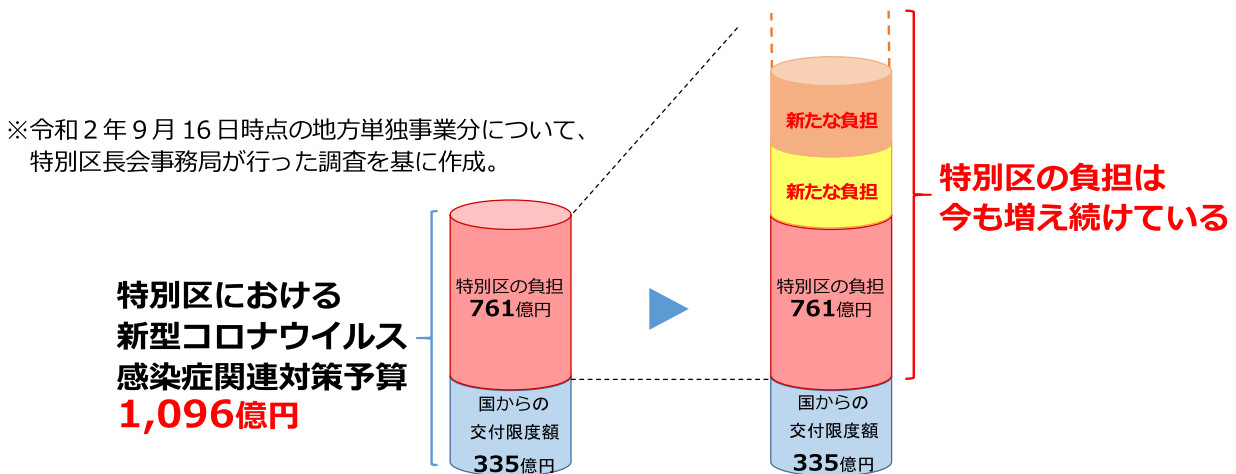 ※令和２年９月16日時点の地方単独事業分について、
特別区長会事務局が行った調査を基に作成。
特別区における
新型コロナウイルス
感染症関連対策予算
1,096億円
特別区の負担
761億円
国からの
交付限度額
335億円
新たな負担
新たな負担
特別区の負担
761億円
国からの
交付限度額
335億円
特別区の負担は
今も増え続けている